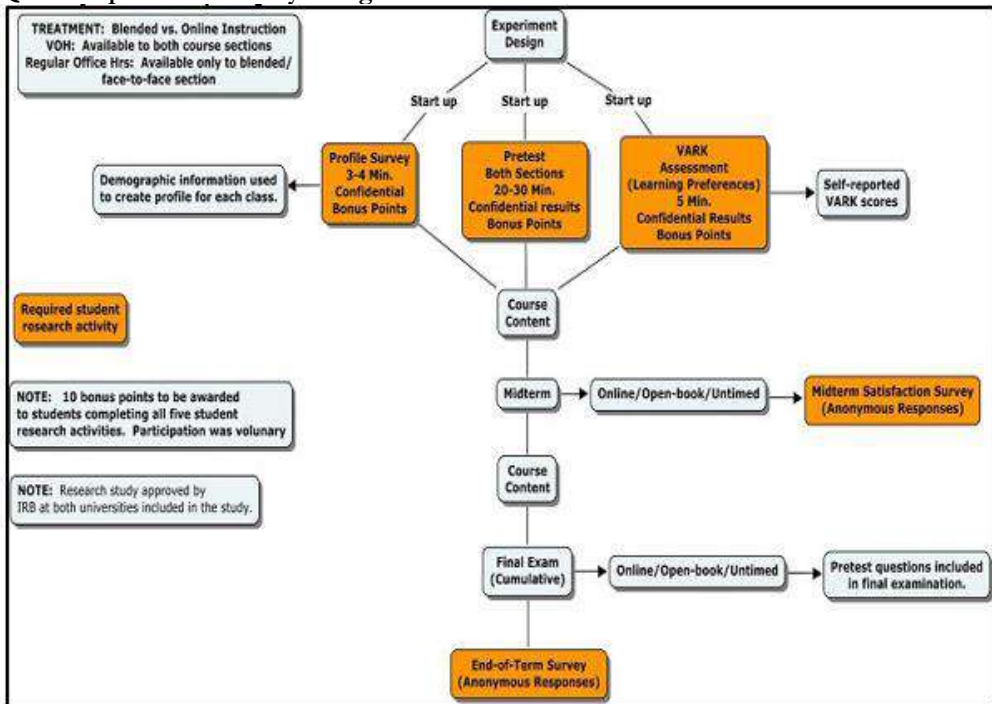 TREATMENT: Blended vs. Online Instruction
VOH: Available to both course sections
Regular Office Hrs: Available only to blended/
face-to-face section
Experiment
Design
Start up
Start up
Start up
Demographic information used
to create profile for each class.
Profile Survey
3-4 Min.
Confidential
Bonus Points
Pretest
Both Sections
20-30 Min.
Confidential results
Bonus Points
VARK
Assessment
(Learning Preferences)
5 Min.
Confidential Results
Bonus Points
Self-reported
VARK scores
Required student
research activity
Course
Content
NOTE: 10 bonus points to be awarded
to students completing all five student
research activities. Participation was volunary
Midterm
Online/Open-book/Untimed
Midterm Satisfaction Survey
(Anonymous Responses)
NOTE: Research study approved by
IRB at both universities included in the study.
Course
Content
Final Exam
(Cumulative)
Online/Open-book/Untimed
Pretest questions included
in final examination.
End-of-Term Survey
(Anonymous Responses)